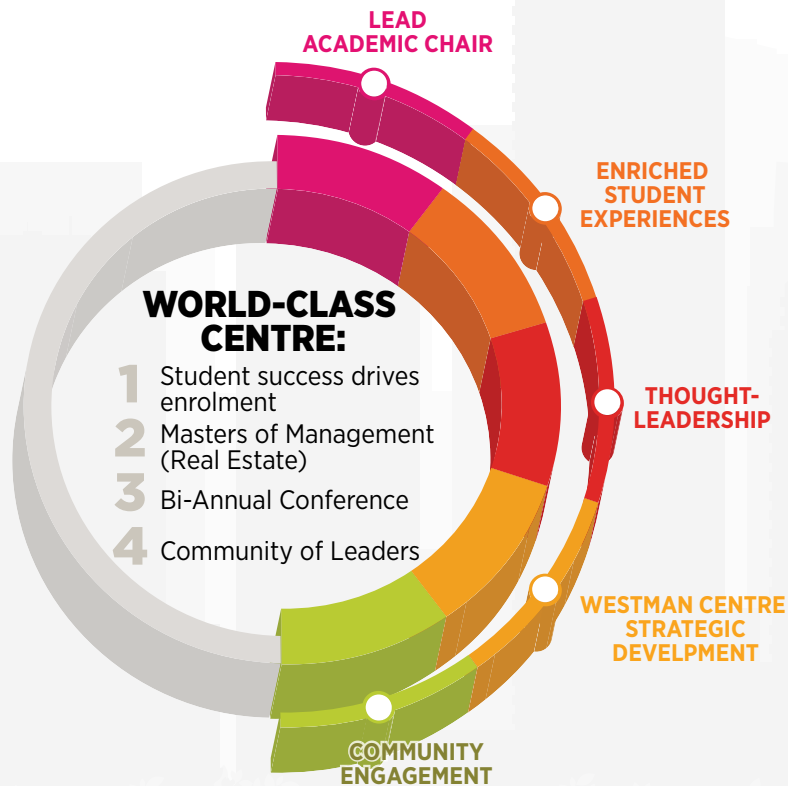 LEAD
ACADEMIC CHAIR
ENRICHED
STUDENT
EXPERIENCES
WORLD-CLASS
CENTRE:
1 Student success drives
enrolment
2 Masters of Management
(Real Estate)
3 Bi-Annual Conference
4 Community of Leaders
THOUGHT-
LEADERSHIP
WESTMAN CENTRE
STRATEGIC
DEVELPMENT
COMMUNITY
ENGAGEMENT